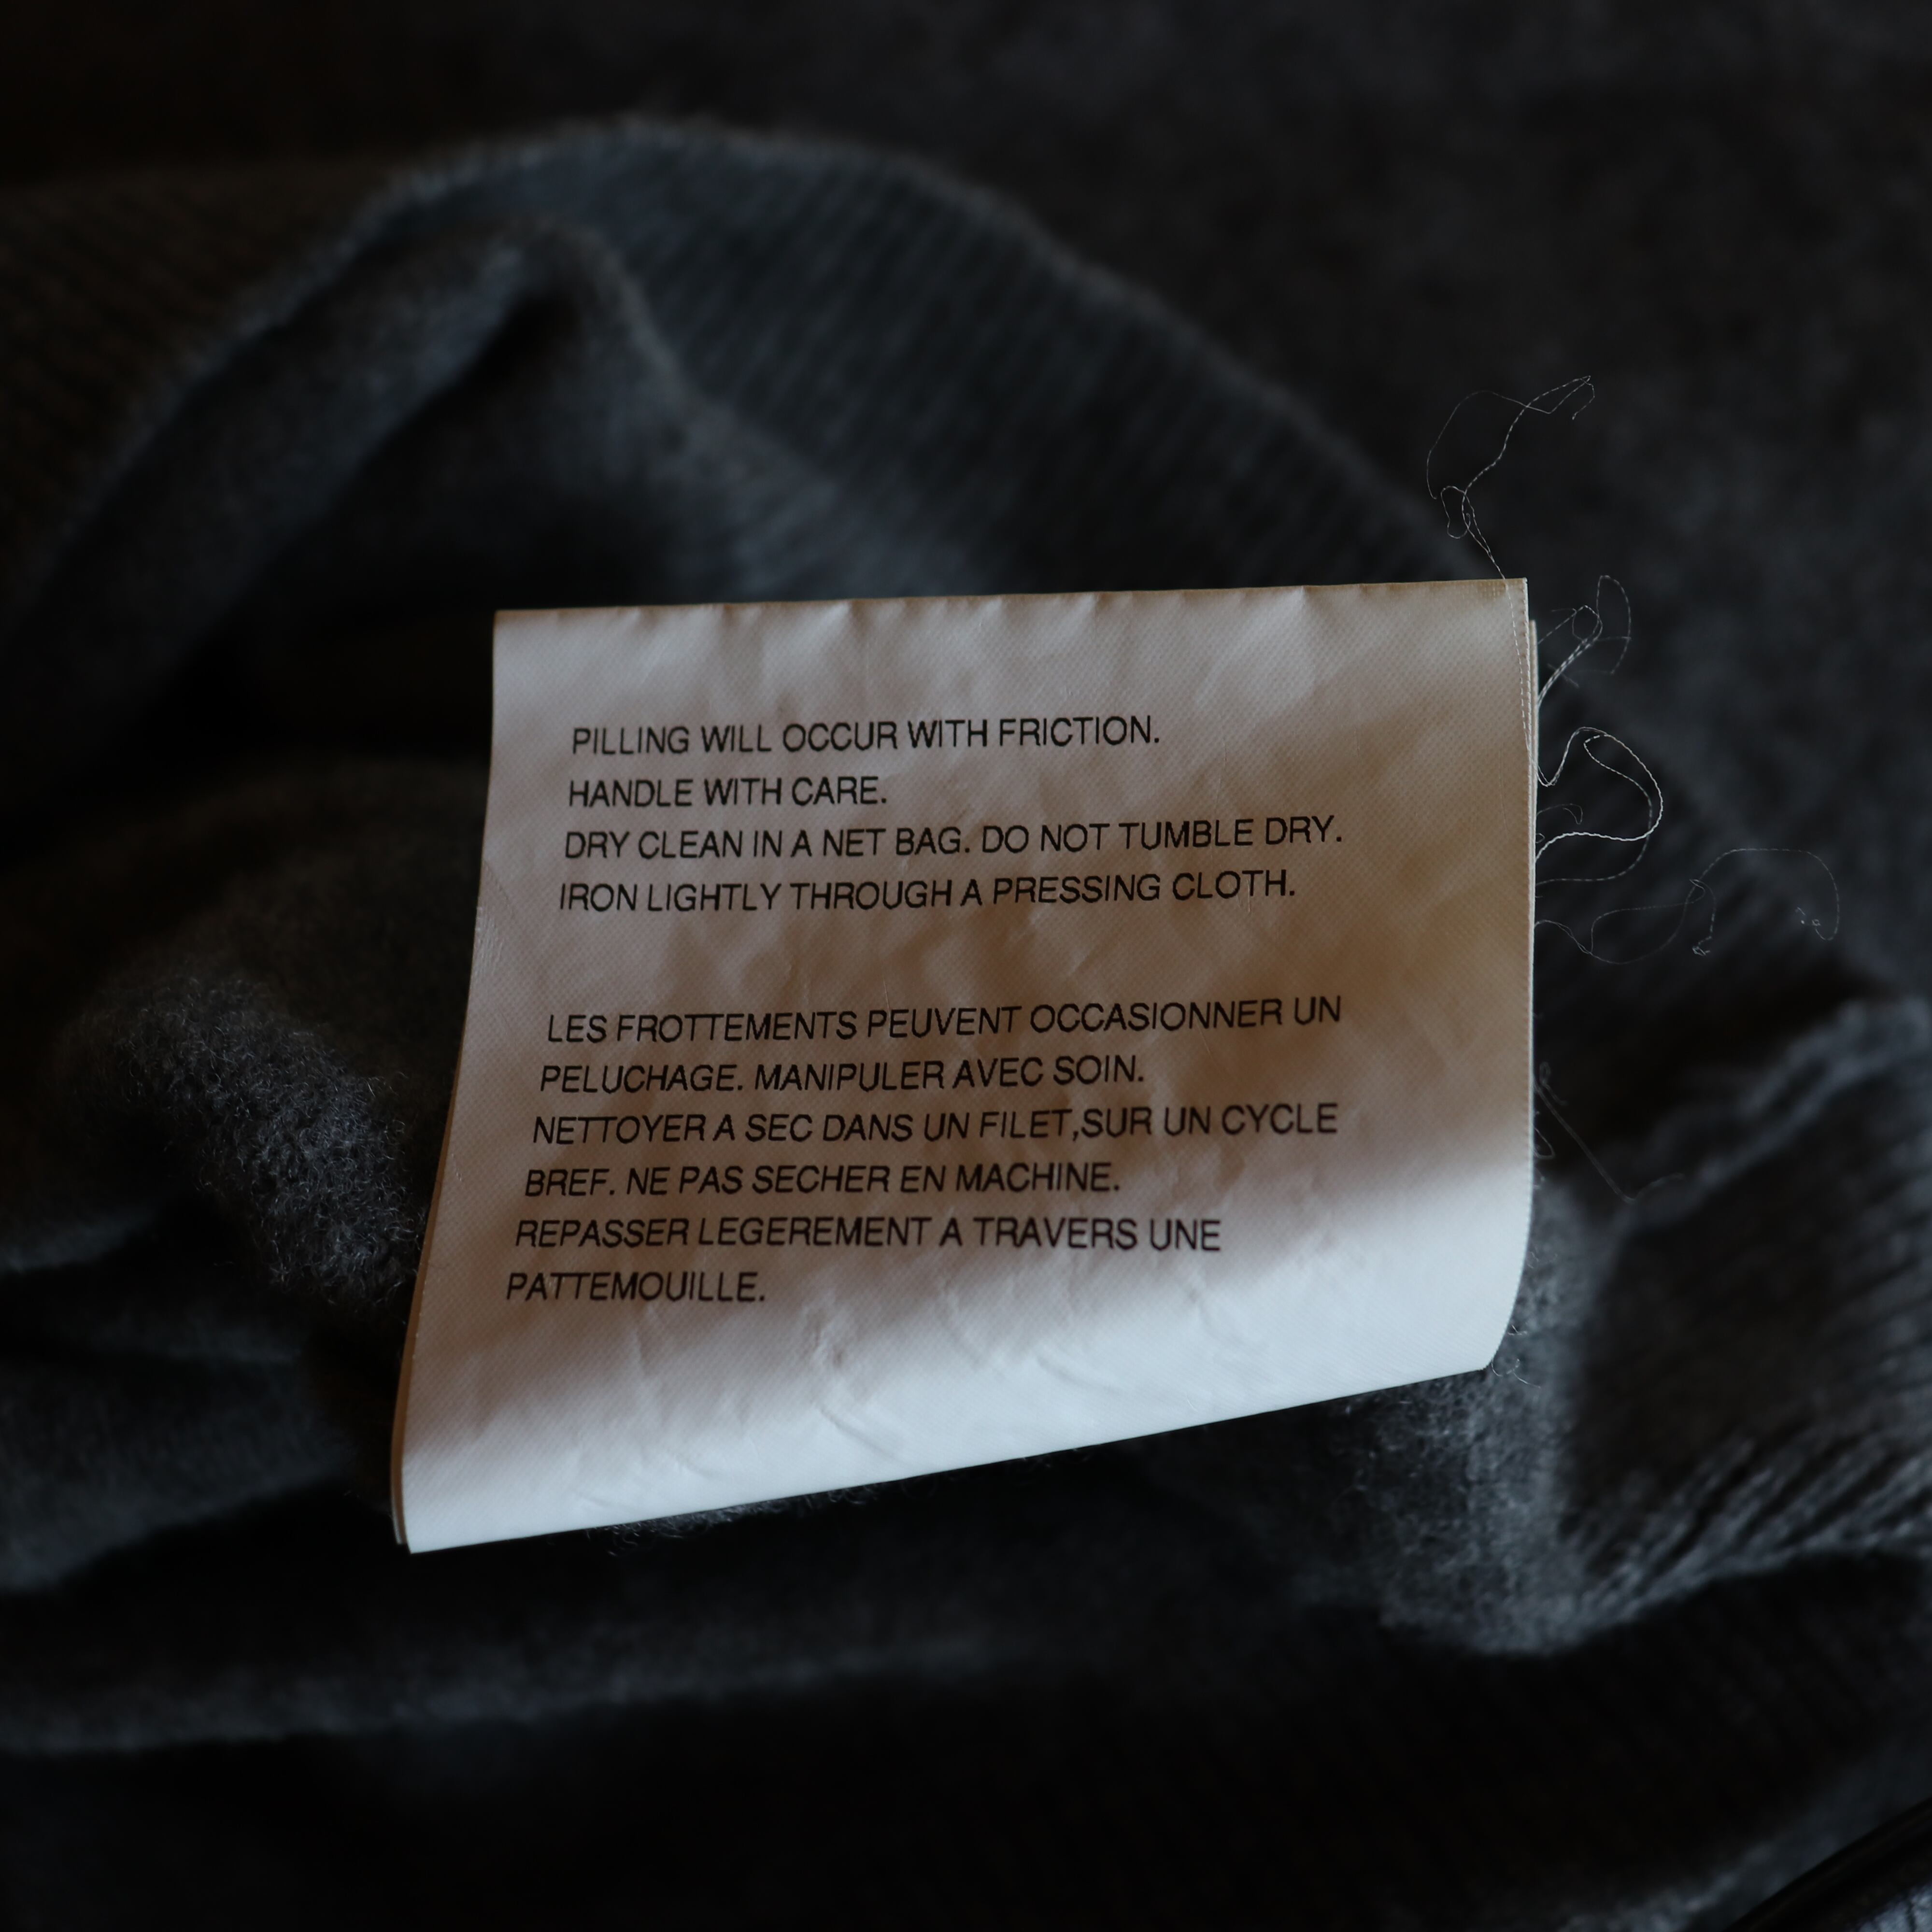 PILLING WILL OCCUR WITH FRICTION.
HANDLE WITH CARE.
DRY CLEAN IN A NET BAG. DO NOT TUMBLE DRY.
IRON LIGHTLY THROUGH A PRESSING CLOTH.
LES FROTTEMENTS PEUVENT OCCASIONNER UN
PELUCHAGE. MANIPULER AVEC SOIN.
NETTOYER A SEC DANS UN FILET,SUR UN CYCLE
BREF. NE PAS SECHER EN MACHINE.
REPASSER LEGEREMENT A TRAVERS UNE
PATTEMOUILLE.